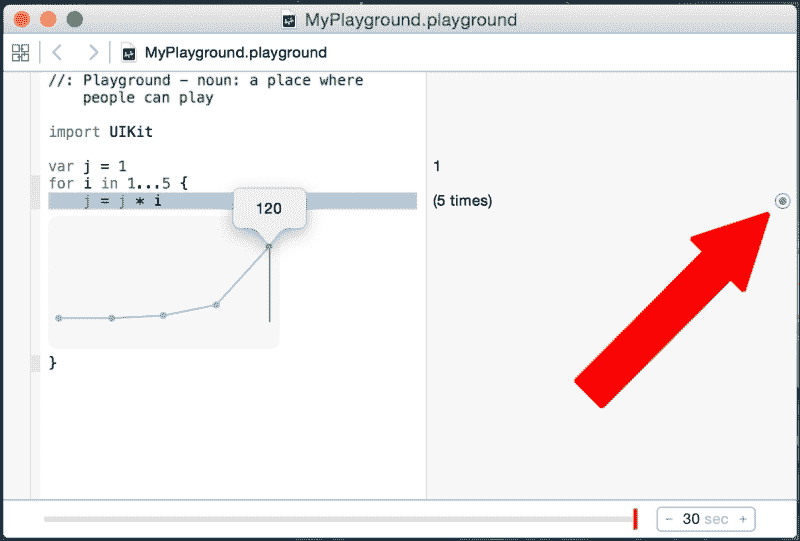 MyPlayground.playground
MyPlayground.playground
//: Playground - noun: a place where
people can play
import UIKit
var j = 1
1
for i in 1...5 {
j = j * i
(5 times)
120
}
- 30 sec +